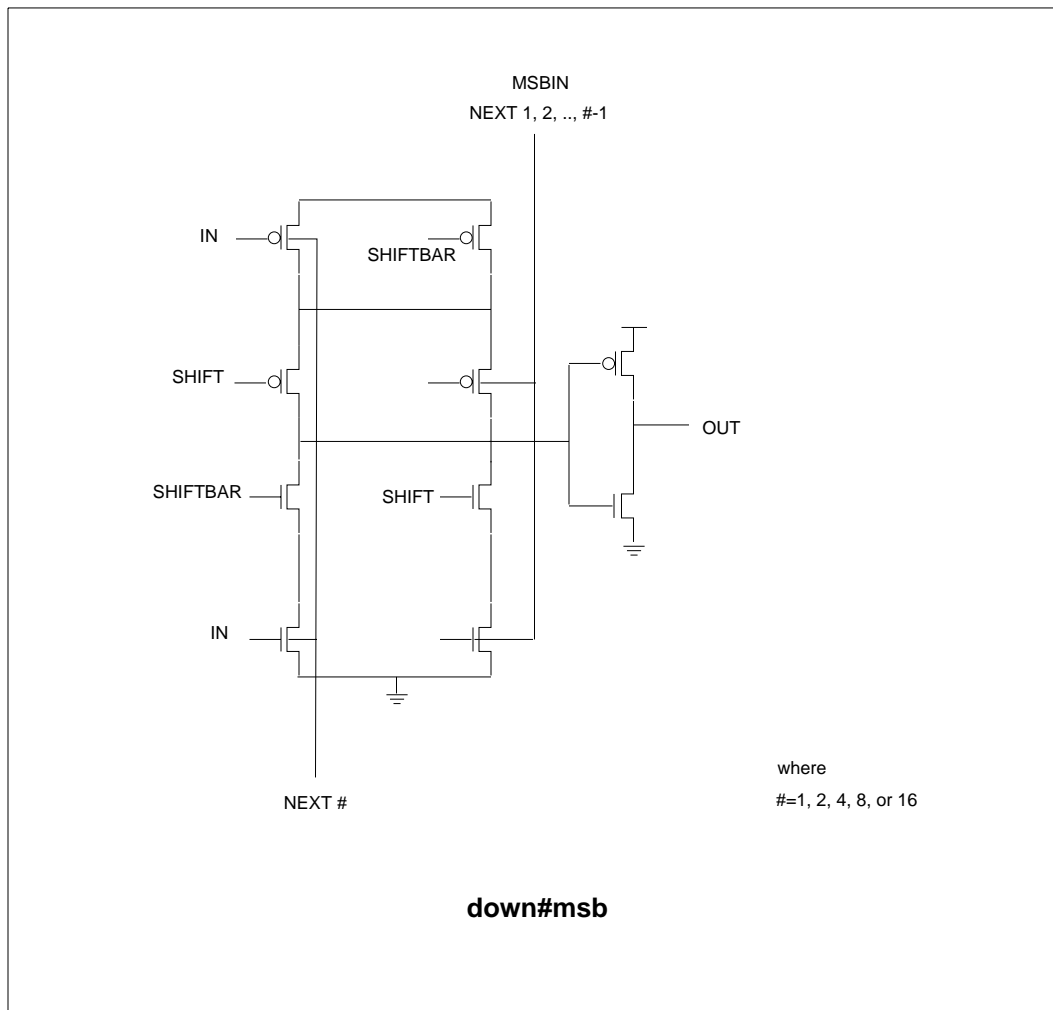 MSBIN
NEXT 1, 2, .., #-1
IN
SHIFTBAR
SHIFT
OUT
SHIFTBAR
SHIFT
IN
where
NEXT #
#=1, 2, 4, 8, or 16
down#msb